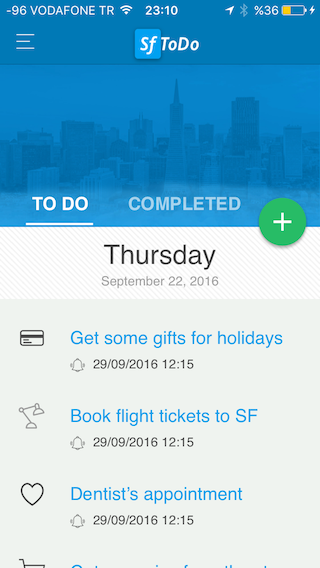 -96 VODAFONE TR 23:10 %36
Sf ToDo
TO DO COMPLETED
+
Thursday
September 22, 2016
Get some gifts for holidays
29/09/2016 12:15
Book flight tickets to SF
29/09/2016 12:15
Dentist's appointment
29/09/2016 12:15